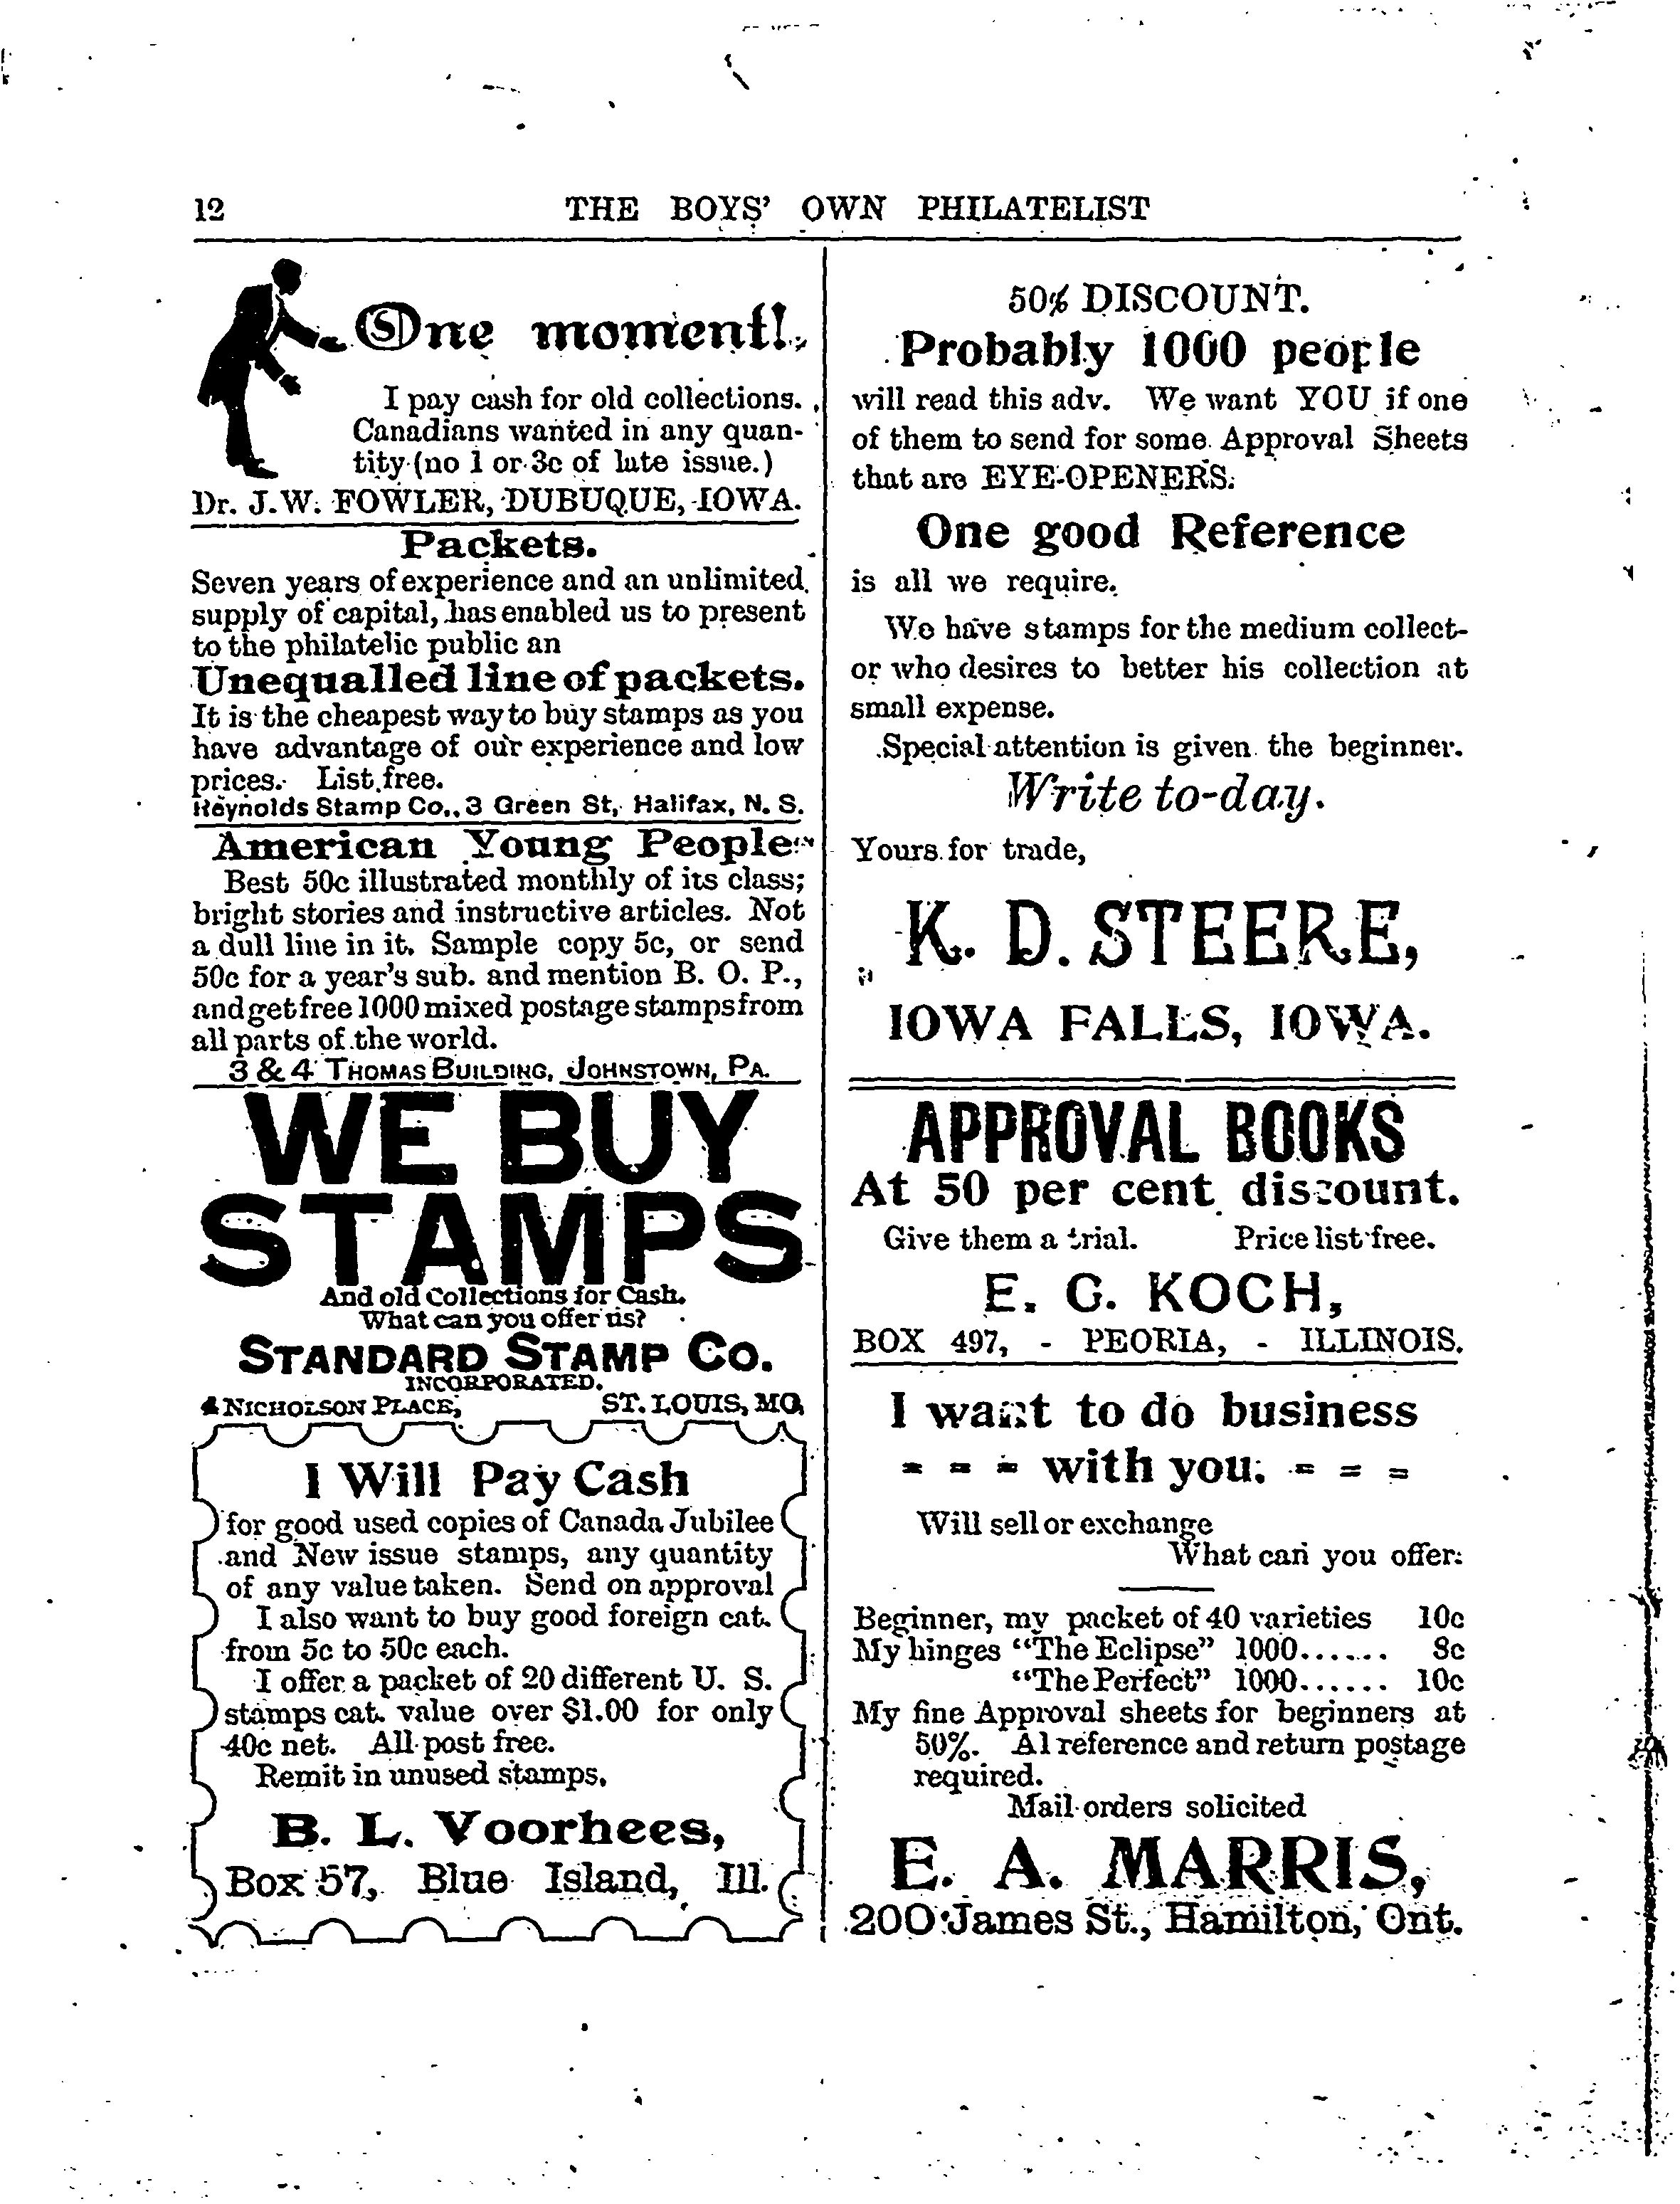 12 THE BOYS' OWN PHILATELIST
One moment!
I pay cash for old collections.
Canadians wanted in any quan-
tity (no 1 or 3c of late issue.)
Dr. J.W. FOWLER, DUBUQUE, IOWA.
Packets.
Seven years of experience and an unlimited
supply of capital, has enabled us to present
to the philatelic public an
Unequalled line of packets.
It is the cheapest way to buy stamps as you
have advantage of our experience and low
prices. List free.
Reynolds Stamp Co., 3 Green St, Halifax, N. S.
American Young People
Best 50c illustrated monthly of its class;
bright stories and instructive articles. Not
a dull line in it. Sample copy 5c, or send
50c for a year's sub. and mention B. O. P.,
and get free 1000 mixed postage stamps from
all parts of the world.
3 & 4 THOMAS BUILDING, JOHNSTOWN, PA.
WE BUY
STAMPS
And old Collections for Cash.
What can you offer us?
STANDARD STAMP CO.
INCORPORATED.
4 NICHOLSON PLACE, ST. LOUIS, MO.
I Will Pay Cash
for good used copies of Canada Jubilee
and New issue stamps, any quantity
of any value taken. Send on approval
I also want to buy good foreign cat.
from 5c to 50c each.
I offer a packet of 20 different U. S.
stamps cat. value over $1.00 for only
40c net. All post free.
Remit in unused stamps.
B. L. Voorhees,
Box 57, Blue Island, Ill.
50% DISCOUNT.
Probably 1000 people
will read this adv. We want YOU if one
of them to send for some Approval Sheets
that are EYE-OPENERS.
One good Reference
is all we require.
We have stamps for the medium collect-
or who desires to better his collection at
small expense.
Special attention is given the beginner.
Write to-day.
Yours for trade,
K. D. STEERE,
IOWA FALLS, IOWA.
APPROVAL BOOKS
At 50 per cent discount.
Give them a trial. Price list free.
E. G. KOCH,
BOX 497, - PEORIA, - ILLINOIS.
I want to do business
= = = with you. = = =
Will sell or exchange
What can you offer.
Beginner, my packet of 40 varieties 10c
My hinges "The Eclipse" 1000...... 8c
"The Perfect" 1000...... 10c
My fine Approval sheets for beginners at
50%. A1 reference and return postage
required.
Mail orders solicited
E. A. MARRIS,
200 James St., Hamilton, Ont.